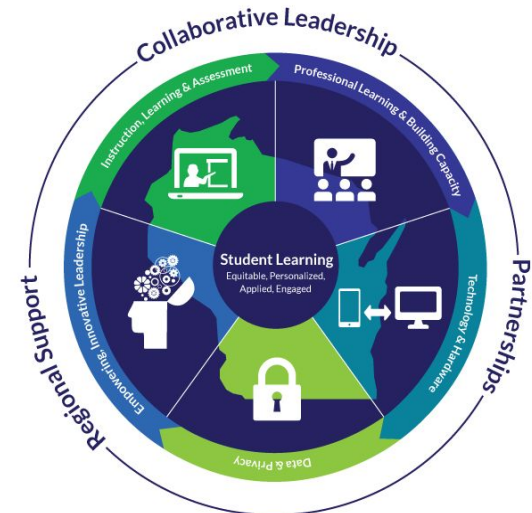 Collaborative Leadership
Instruction, Learning & Assessment
Professional Learning & Building Capacity
Student Learning
Equitable, Personalized,
Applied, Engaged
Empowering, Innovative Leadership
Technology & Hardware
Data & Privacy
Regional Support
Partnerships